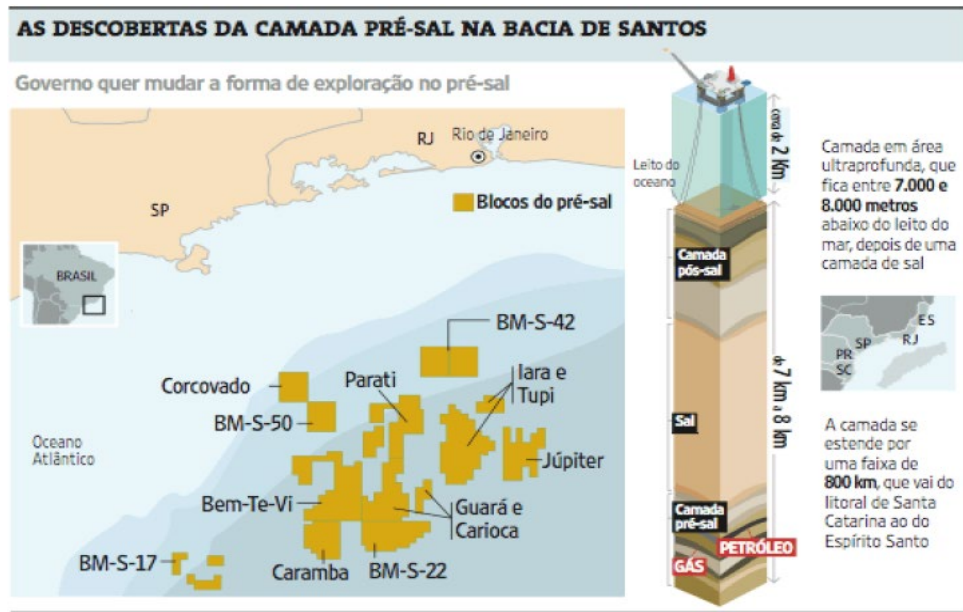 AS DESCOBERTAS DA CAMADA PRÉ-SAL NA BACIA DE SANTOS
Governo quer mudar a forma de exploração no pré-sal
RJ
Rio de Janeiro
SP
Blocos do pré-sal
BRASIL
BM-S-42
Corcovado
Parati
Iara e
Tupi
BM-S-50
Oceano
Atlântico
Júpiter
Bem-Te-Vi
Guará e
Carioca
BM-S-17
Caramba
BM-S-22
Leito do
oceano
cerca de 2 Km
Camada
pós-sal
Sal
de 7 km a 8 km
Camada
pré-sal
PETRÓLEO
GÁS
Camada em área
ultraprofunda, que
fica entre 7.000 e
8.000 metros
abaixo do leito do
mar, depois de uma
camada de sal
ES
SP
RJ
PR
SC
A camada se
estende por
uma faixa de
800 km, que vai do
litoral de Santa
Catarina ao do
Espírito Santo